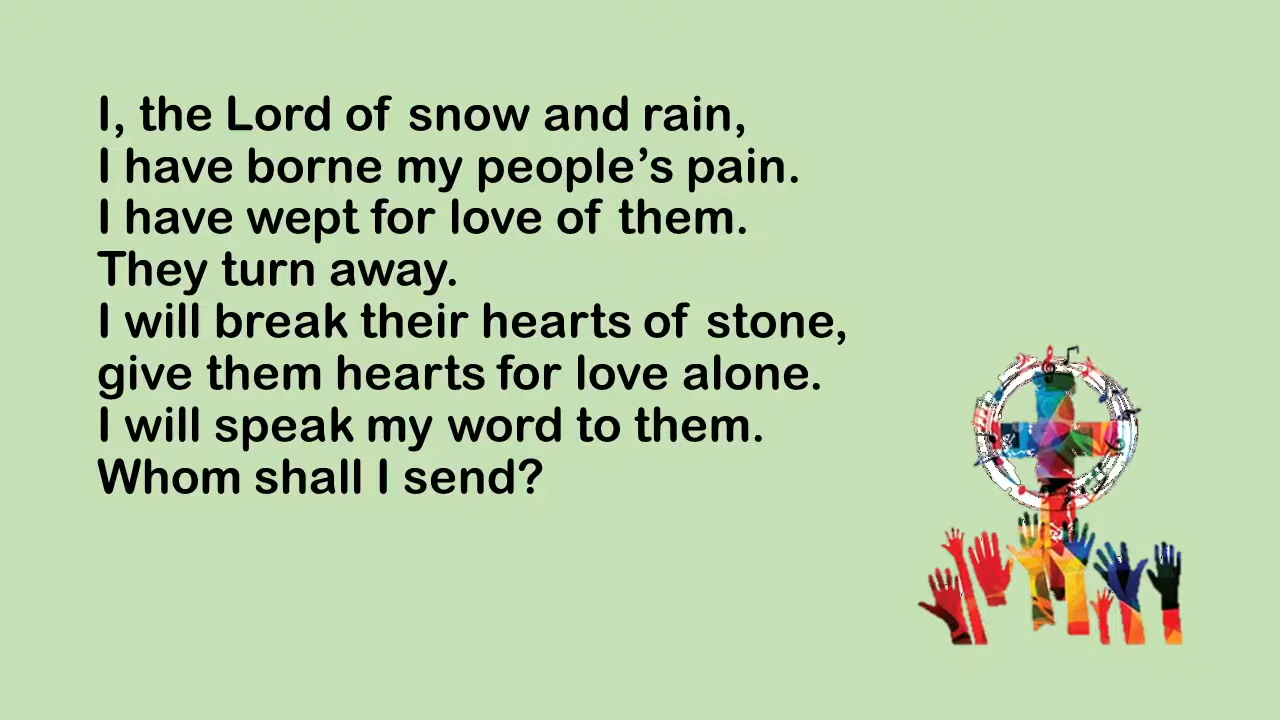 I, the Lord of snow and rain,
I have borne my people’s pain.
I have wept for love of them.
They turn away.
I will break their hearts of stone,
give them hearts for love alone.
I will speak my word to them.
Whom shall I send?